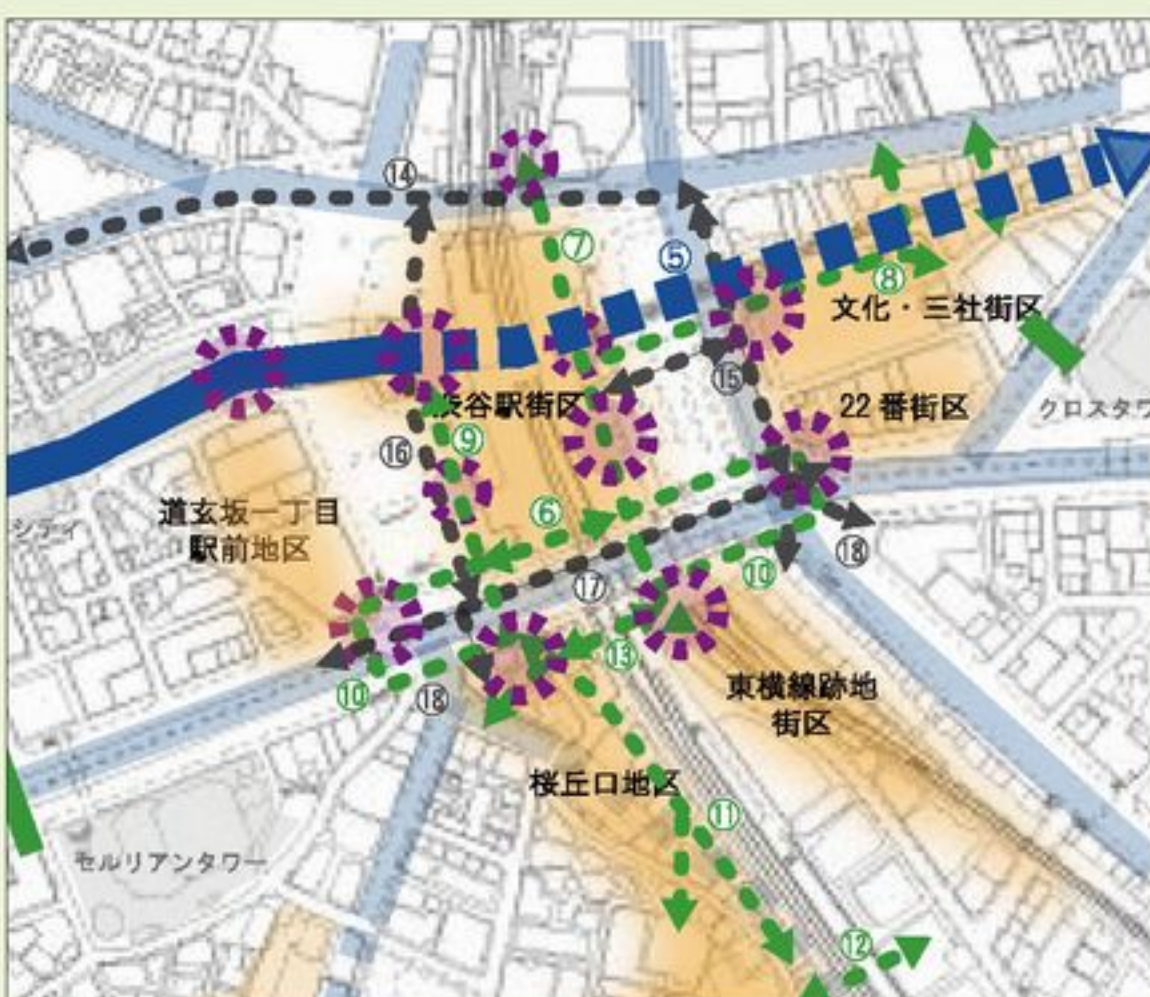 ⑭
⑦
⑤
⑧
文化・三社街区
⑮
渋谷駅街区
22番街区
クロスタワ
⑯
⑨
道玄坂一丁目
駅前地区
シティ
⑥
⑱
⑰
⑩
⑬
⑩
⑱
東横線跡地
街区
桜丘口地区
⑪
セルリアンタワー
⑫